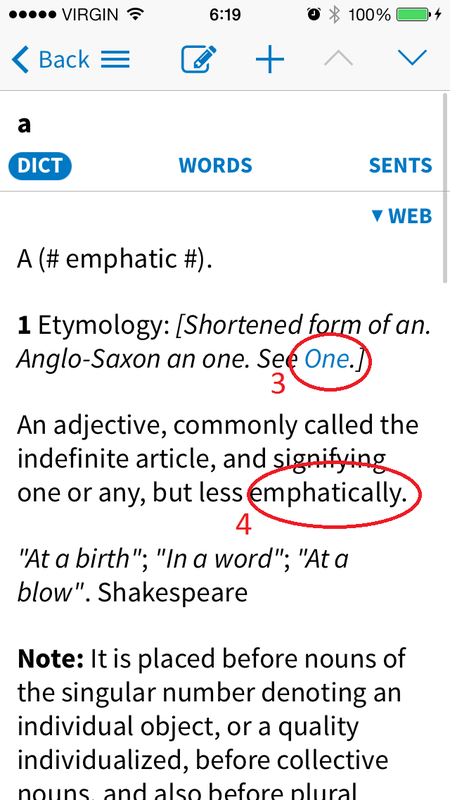 VIRGIN 6:19 100%
Back
a
DICT WORDS SENTS
▼ WEB
A (# emphatic #).
1 Etymology: [Shortened form of an.
Anglo-Saxon an one. See One.]
3
An adjective, commonly called the
indefinite article, and signifying
one or any, but less emphatically.
4
"At a birth"; "In a word"; "At a
blow". Shakespeare
Note: It is placed before nouns of
the singular number denoting an
individual object, or a quality
individualized, before collective
nouns, and also before plural